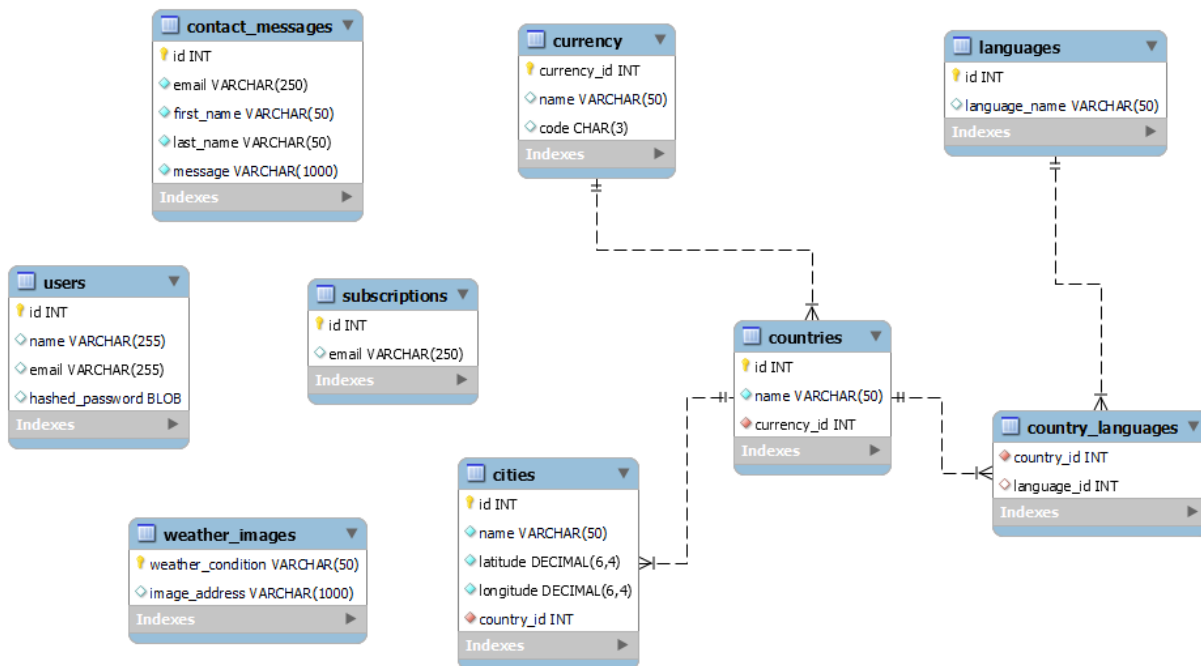 contact_messages
id INT
email VARCHAR(250)
first_name VARCHAR(50)
last_name VARCHAR(50)
message VARCHAR(1000)
Indexes
currency
currency_id INT
name VARCHAR(50)
code CHAR(3)
Indexes
languages
id INT
language_name VARCHAR(50)
Indexes
users
id INT
name VARCHAR(255)
email VARCHAR(255)
hashed_password BLOB
Indexes
subscriptions
id INT
email VARCHAR(250)
Indexes
countries
id INT
name VARCHAR(50)
currency_id INT
Indexes
country_languages
country_id INT
language_id INT
Indexes
cities
id INT
name VARCHAR(50)
latitude DECIMAL(6,4)
longitude DECIMAL(6,4)
country_id INT
Indexes
weather_images
weather_condition VARCHAR(50)
image_address VARCHAR(1000)
Indexes